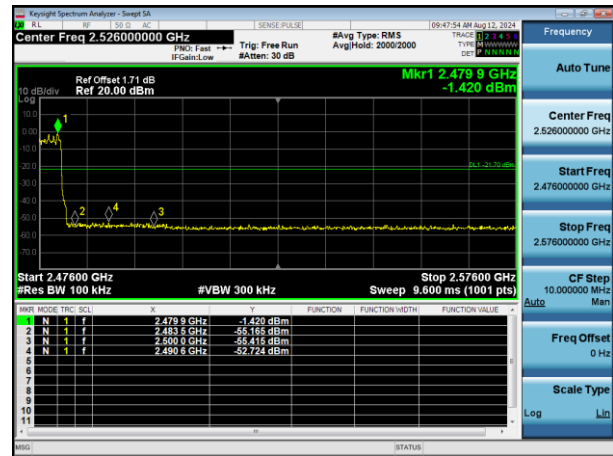 Keysight Spectrum Analyzer - Swept SA
RL RF 50 Ω AC SENSE:PULSE 09:47:54 AM Aug 12, 2024
Center Freq 2.526000000 GHz #Avg Type: RMS TRACE 1 2 3 4 5 6
PNO: Fast Trig: Free Run Avg|Hold: 2000/2000 TYPE M W W W W W
IFGain:Low #Atten: 30 dB DET P N N N N N
Ref Offset 1.71 dB Mkr1 2.479 9 GHz
10 dB/div Ref 20.00 dBm -1.420 dBm
Log
10.0
1
0.00
-10.0
-20.0
DL1 -21.70 dBm
-30.0
-40.0
2 4 3
-50.0
-60.0
-70.0
Start 2.47600 GHz Stop 2.57600 GHz
#Res BW 100 kHz #VBW 300 kHz Sweep 9.600 ms (1001 pts)
MKR MODE TRC SCL X Y FUNCTION FUNCTION WIDTH FUNCTION VALUE
1 N 1 f 2.479 9 GHz -1.420 dBm
2 N 1 f 2.483 5 GHz -55.165 dBm
3 N 1 f 2.500 0 GHz -55.415 dBm
4 N 1 f 2.490 6 GHz -52.724 dBm
5
6
7
8
9
10
11
MSG STATUS
Frequency
Auto Tune
Center Freq
2.526000000 GHz
Start Freq
2.476000000 GHz
Stop Freq
2.576000000 GHz
CF Step
10.000000 MHz
Auto Man
Freq Offset
0 Hz
Scale Type
Log Lin